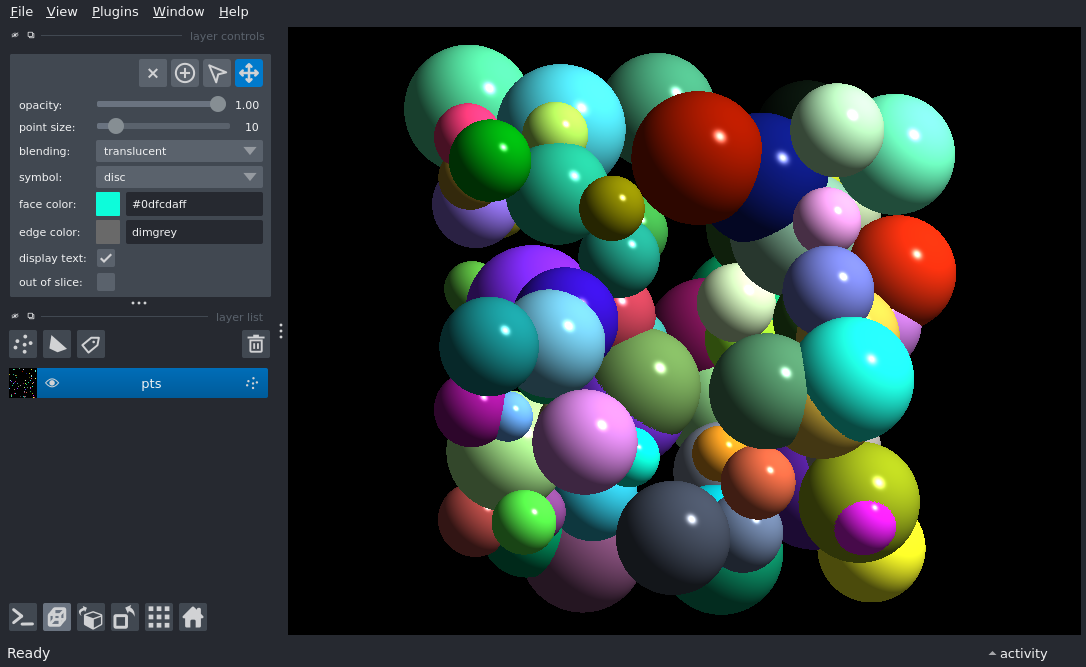 File View Plugins Window Help
layer controls
opacity: 1.00
point size: 10
blending: translucent
symbol: disc
face color: #0dfcdaff
edge color: dimgrey
display text:
out of slice:
layer list
pts
Ready activity